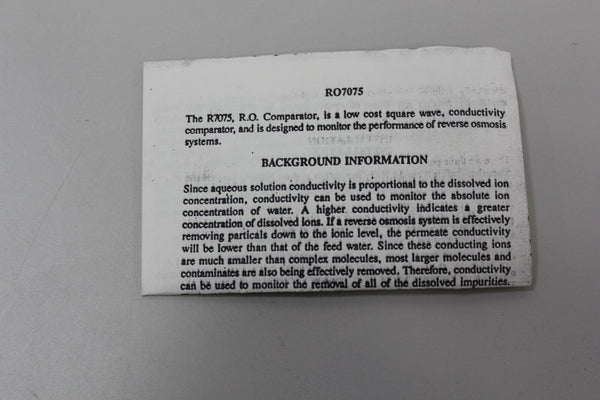 RO7075
The R7075, R.O. Comparator, is a low cost square wave, conductivity
comparator, and is designed to monitor the performance of reverse osmosis
systems.
BACKGROUND INFORMATION
Since aqueous solution conductivity is proportional to the dissolved ion
concentration, conductivity can be used to monitor the absolute ion
concentration of water. A higher conductivity indicates a greater
concentration of dissolved ions. If a reverse osmosis system is effectively
removing particals down to the ionic level, the permeate conductivity
will be lower than that of the feed water. Since these conducting ions
are much smaller than complex molecules, most larger molecules and
contaminates are also being effectively removed. Therefore, conductivity
can be used to monitor the removal of all of the dissolved impurities.